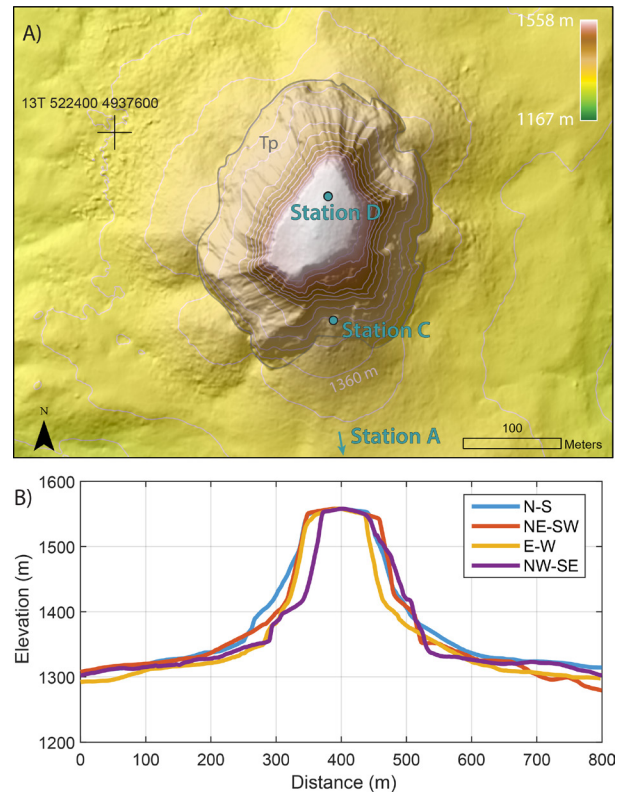 A)
1558 m
1167 m
13T 522400 4937600
Tp
Station D
Station C
1360 m
Station A
N
100
Meters
B)
1600
1500
1400
1300
1200
Elevation (m)
N-S
NE-SW
E-W
NW-SE
0 100 200 300 400 500 600 700 800
Distance (m)